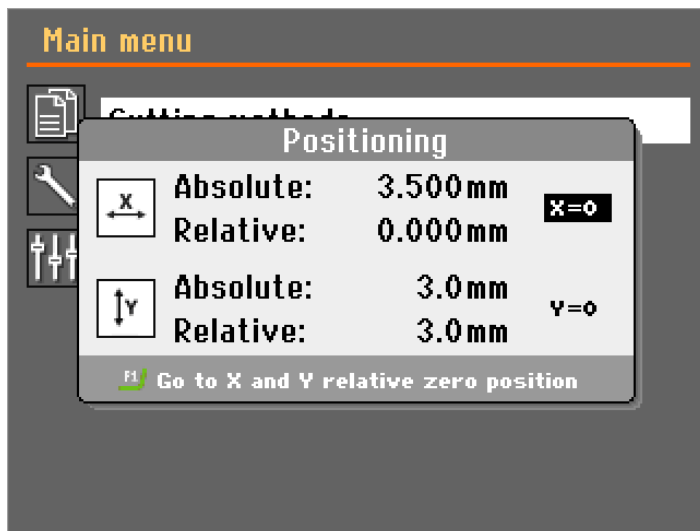 Main menu
Positioning
X
Absolute: 3.500mm
X=0
Relative: 0.000mm
Y
Absolute: 3.0mm
Y=0
Relative: 3.0mm
F1 Go to X and Y relative zero position